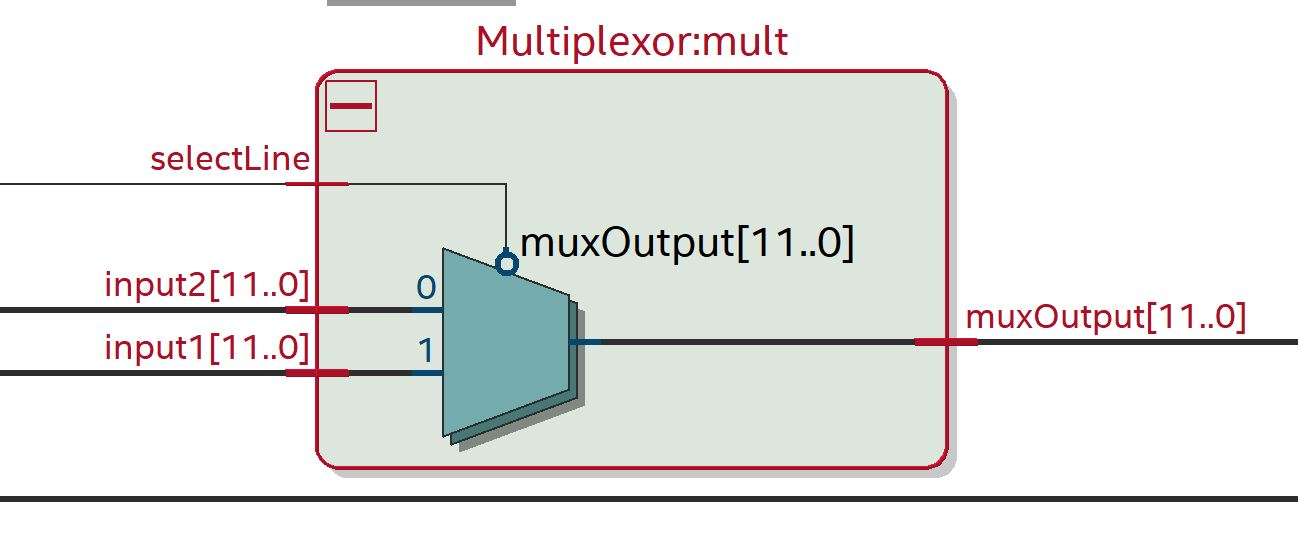 Multiplexor:mult
selectLine
muxOutput[11..0]
input2[11..0]
0
muxOutput[11..0]
input1[11..0]
1